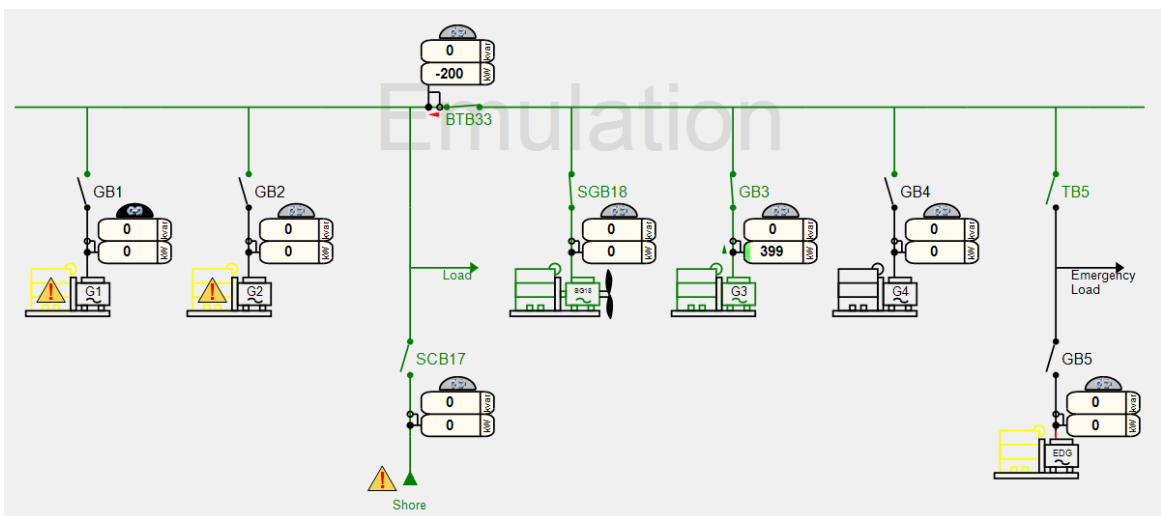 0 kvar
-200 kW
Emulation
BTB33
GB1
0 kvar
0 kW
G1
GB2
0 kvar
0 kW
G2
Load
SGB18
0 kvar
0 kW
SG18
GB3
0 kvar
399 kW
G3
GB4
0 kvar
0 kW
G4
TB5
Emergency
Load
SCB17
0 kvar
0 kW
Shore
GB5
0 kvar
0 kW
EDG